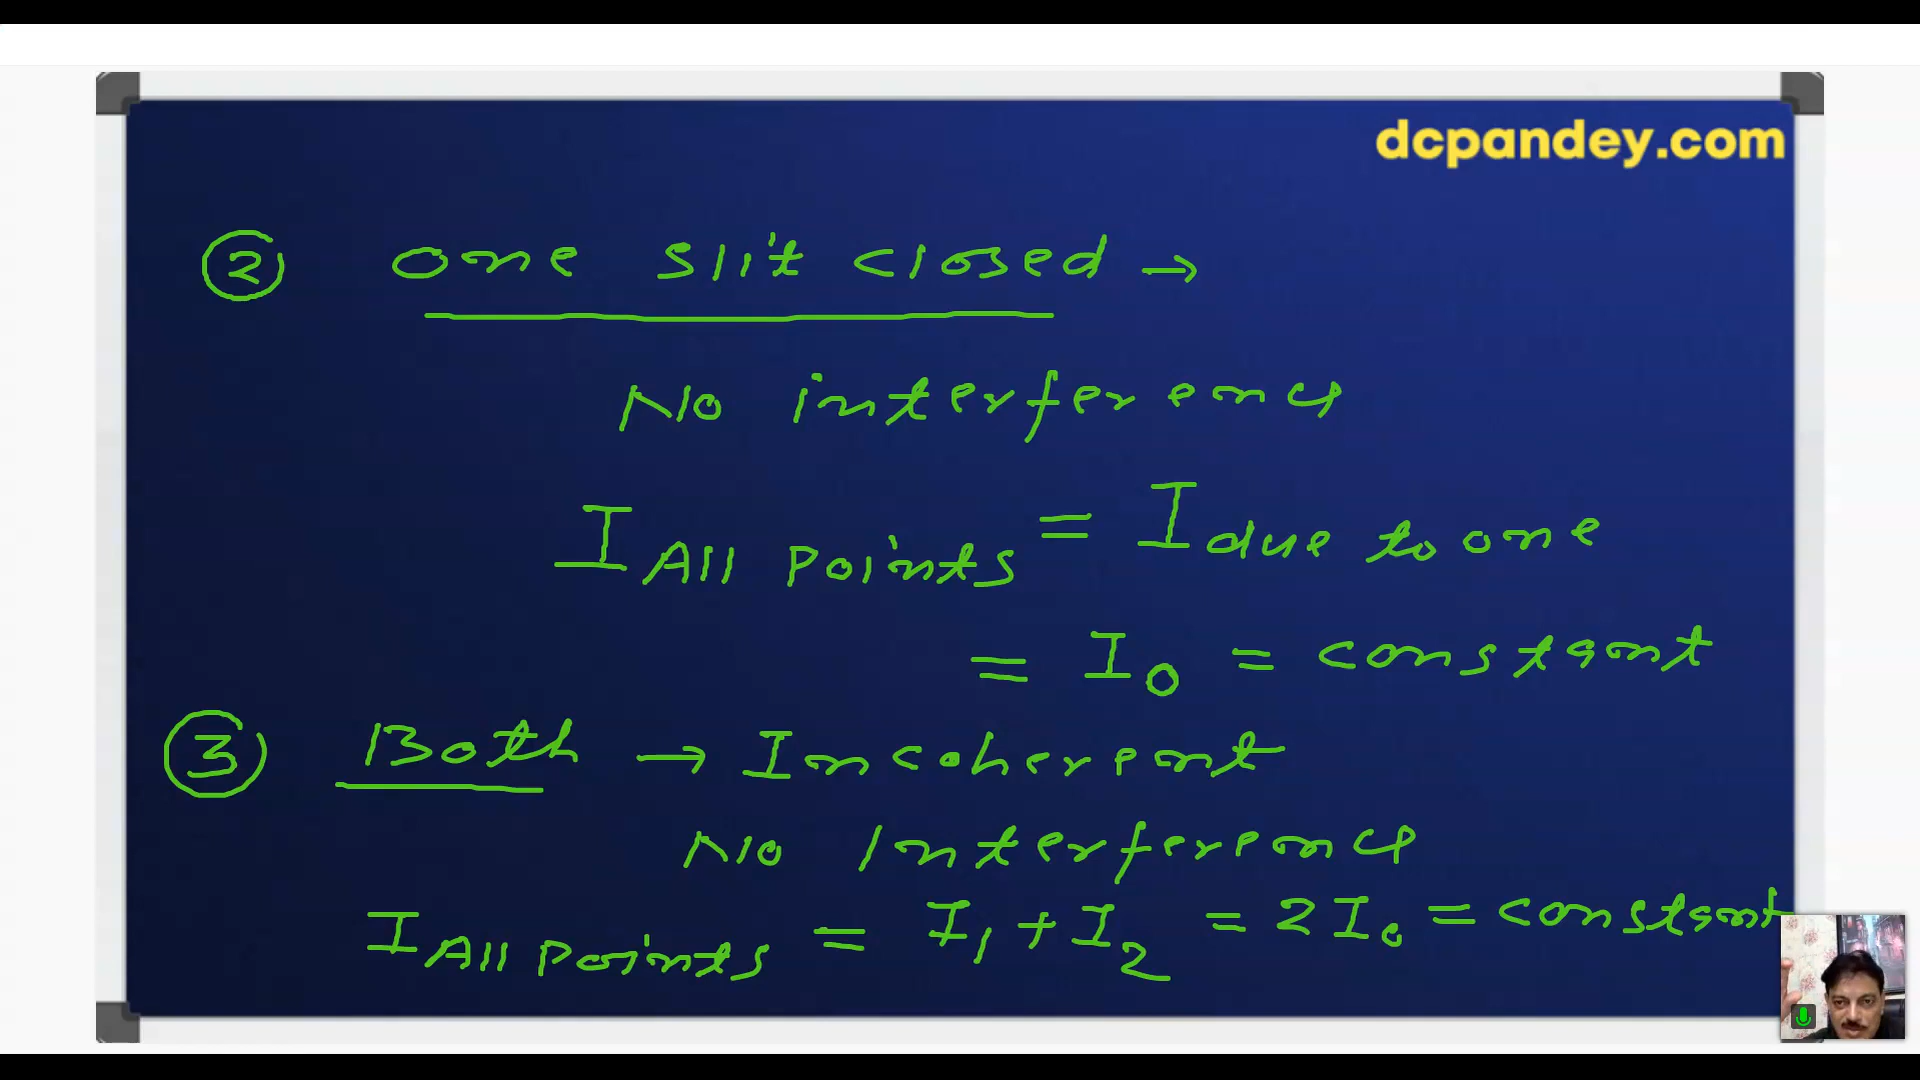 dcpandey.com
② One slit closed →
No interference
I All Points = I due to one
= I₀ = constant
③ Both → Incoherent
No Interference
I All Points = I₁ + I₂ = 2I₀ = constant